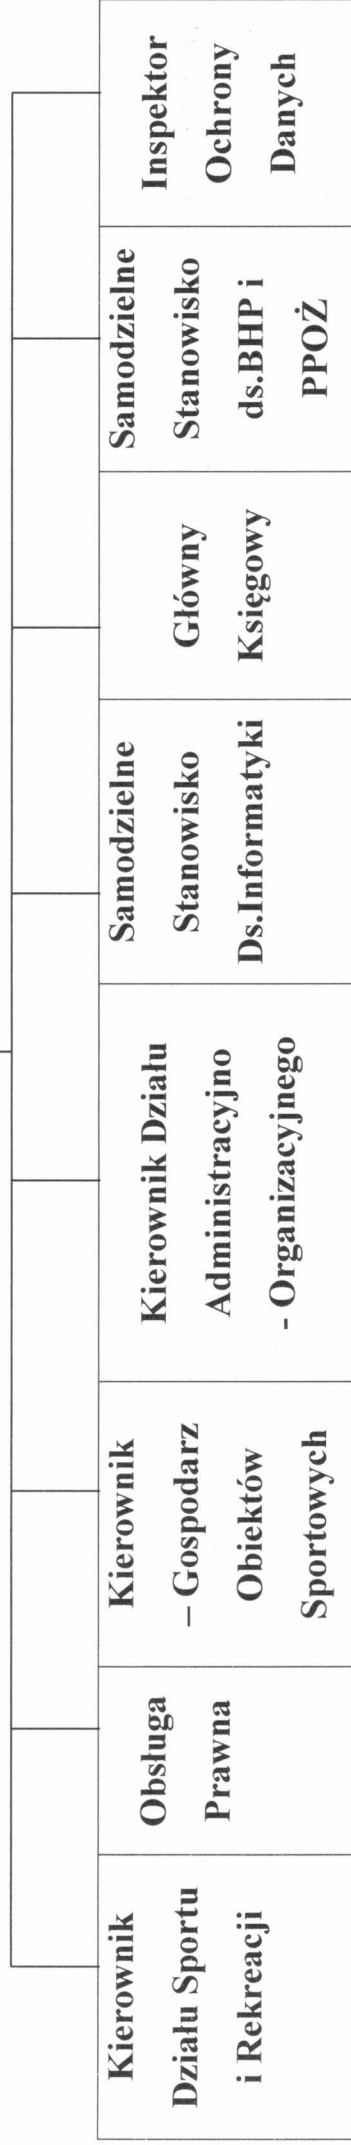 Kierownik
Działu Sportu
i Rekreacji
Obsługa
Prawna
Kierownik
– Gospodarz
Obiektów
Sportowych
Kierownik Działu
Administracyjno
- Organizacyjnego
Samodzielne
Stanowisko
Ds.Informatyki
Główny
Księgowy
Samodzielne
Stanowisko
ds.BHP i
PPOŻ
Inspektor
Ochrony
Danych